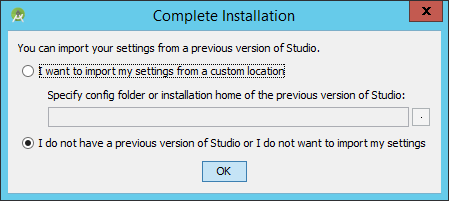 Complete Installation
You can import your settings from a previous version of Studio.
I want to import my settings from a custom location
Specify config folder or installation home of the previous version of Studio:
.
I do not have a previous version of Studio or I do not want to import my settings
OK